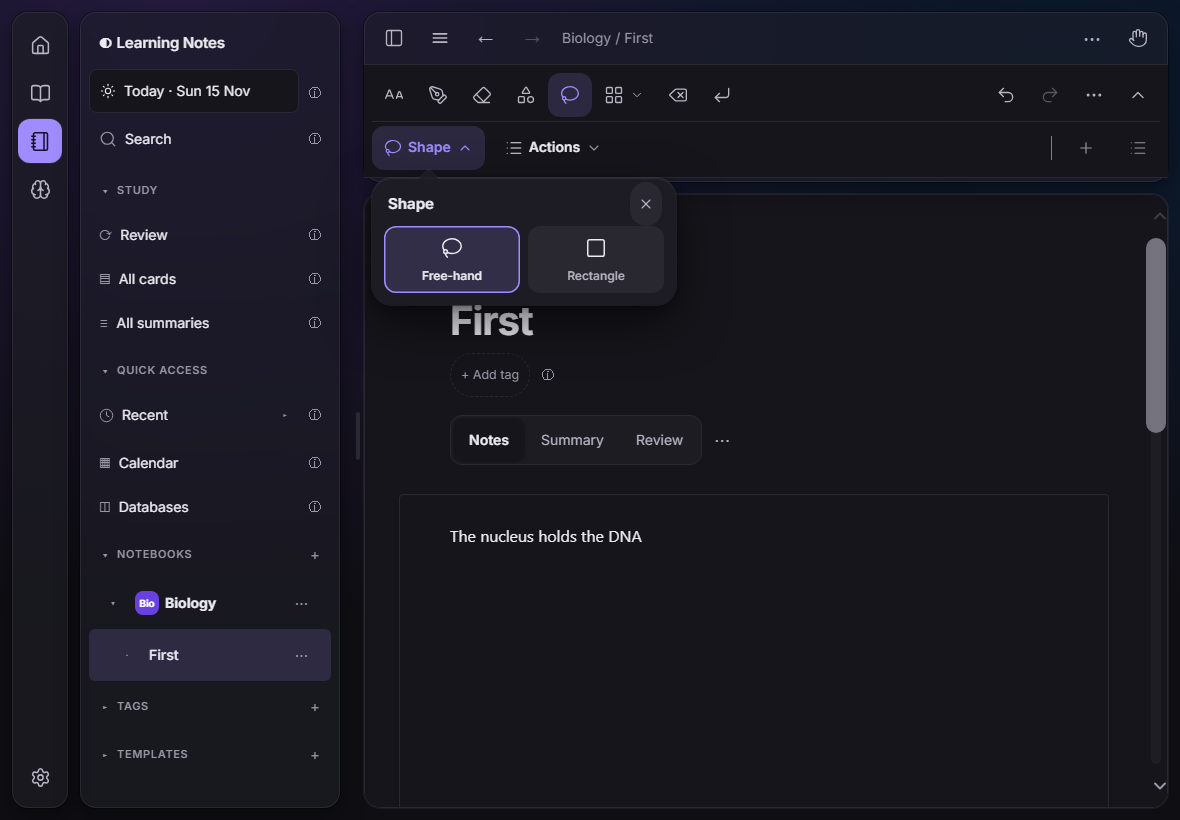 Learning Notes
Today · Sun 15 Nov
Search
STUDY
Review
All cards
All summaries
QUICK ACCESS
Recent
Calendar
Databases
NOTEBOOKS
Bio Biology
First
TAGS
TEMPLATES
Biology / First
AA
Shape
Actions
Shape
Free-hand
Rectangle
First
+ Add tag
Notes
Summary
Review
The nucleus holds the DNA